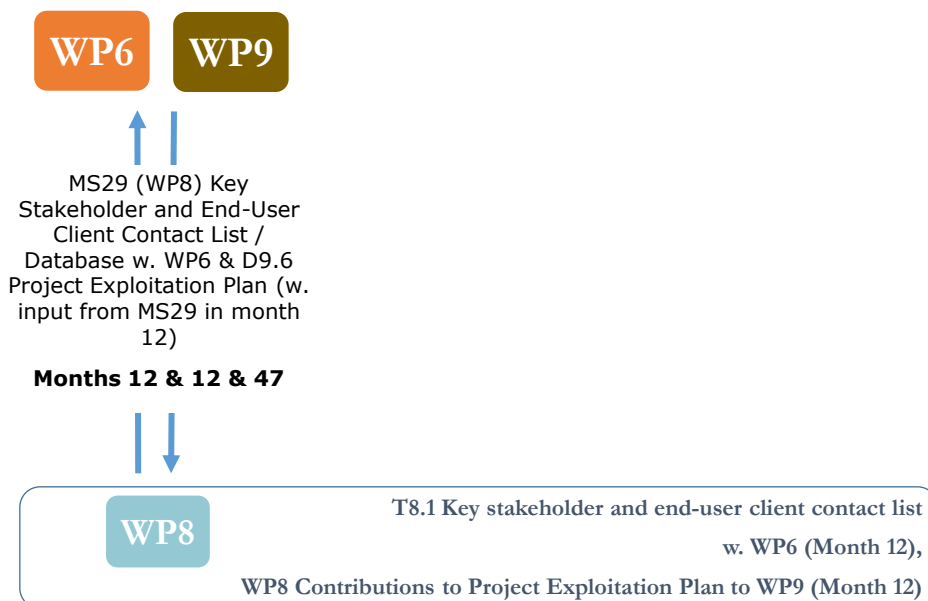 WP6
WP9
MS29 (WP8) Key
Stakeholder and End-User
Client Contact List /
Database w. WP6 & D9.6
Project Exploitation Plan (w.
input from MS29 in month
12)
Months 12 & 12 & 47
WP8
T8.1 Key stakeholder and end-user client contact list
w. WP6 (Month 12),
WP8 Contributions to Project Exploitation Plan to WP9 (Month 12)